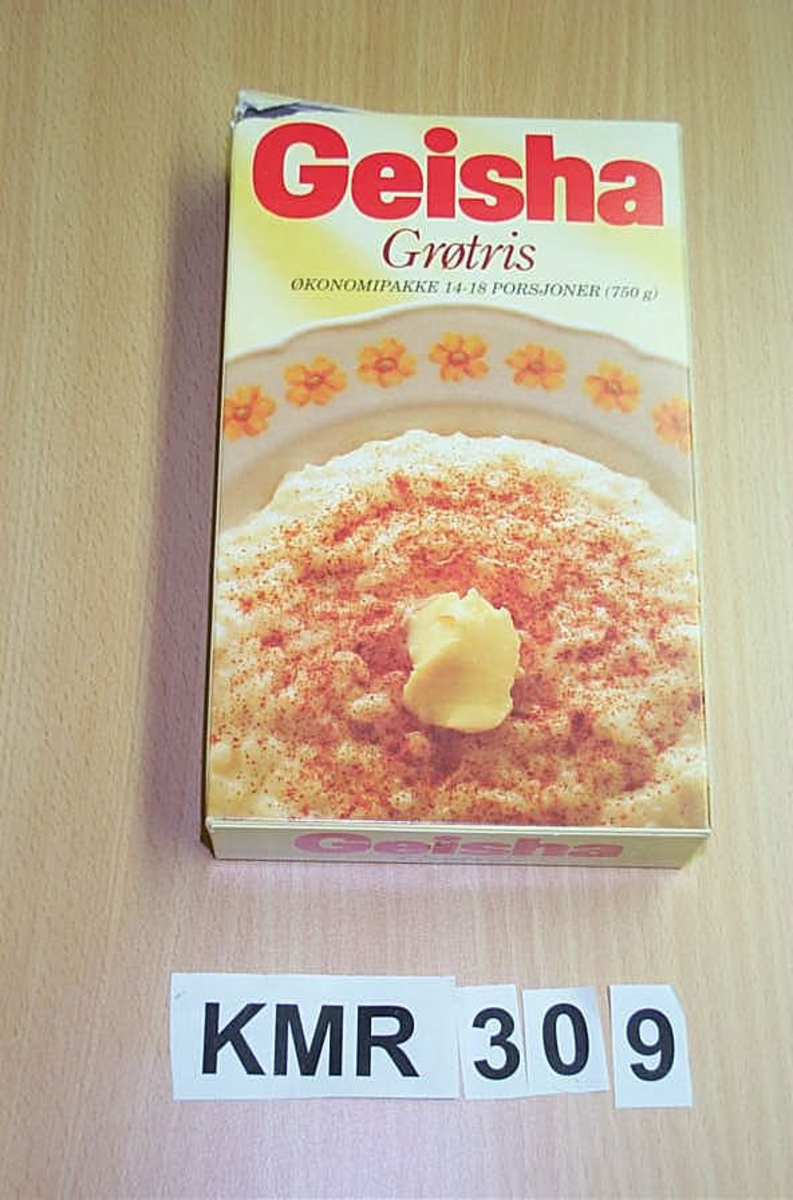 Geisha
Grøtris
ØKONOMIPAKKE 14-18 PORSJONER (750 g)
Geisha
KMR 309